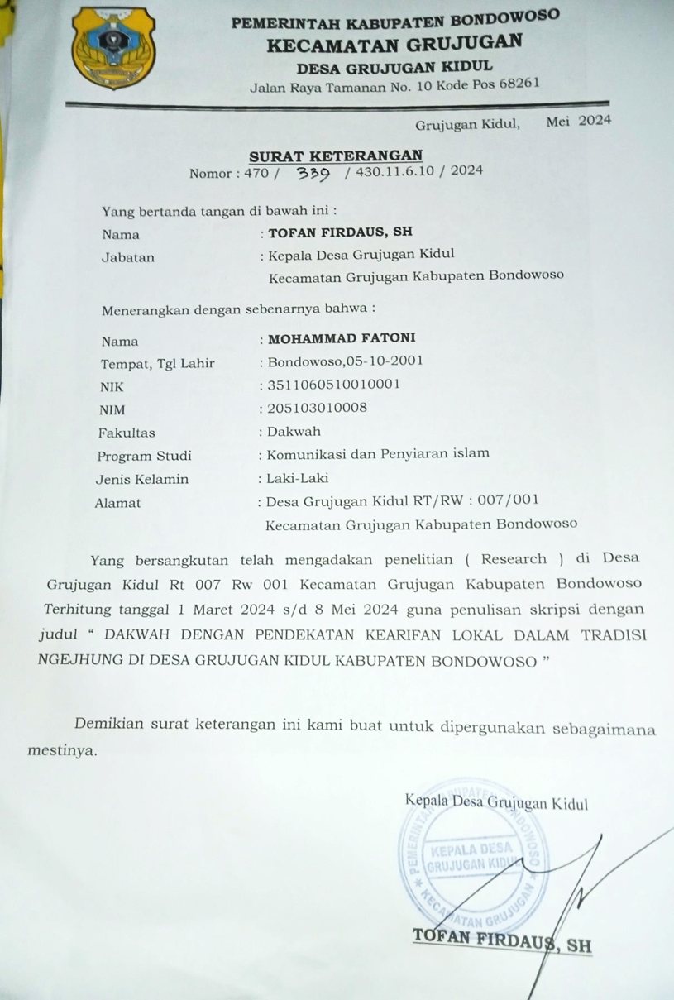 PEMERINTAH KABUPATEN BONDOWOSO
KECAMATAN GRUJUGAN
DESA GRUJUGAN KIDUL
Jalan Raya Tamanan No. 10 Kode Pos 68261
Grujugan Kidul, Mei 2024
SURAT KETERANGAN
Nomor : 470 / 339 / 430.11.6.10 / 2024
Yang bertanda tangan di bawah ini :
Nama : TOFAN FIRDAUS, SH
Jabatan : Kepala Desa Grujugan Kidul
Kecamatan Grujugan Kabupaten Bondowoso
Menerangkan dengan sebenarnya bahwa :
Nama : MOHAMMAD FATONI
Tempat, Tgl Lahir : Bondowoso,05-10-2001
NIK : 3511060510010001
NIM : 205103010008
Fakultas : Dakwah
Program Studi : Komunikasi dan Penyiaran islam
Jenis Kelamin : Laki-Laki
Alamat : Desa Grujugan Kidul RT/RW : 007/001
Kecamatan Grujugan Kabupaten Bondowoso
Yang bersangkutan telah mengadakan penelitian ( Research ) di Desa
Grujugan Kidul Rt 007 Rw 001 Kecamatan Grujugan Kabupaten Bondowoso
Terhitung tanggal 1 Maret 2024 s/d 8 Mei 2024 guna penulisan skripsi dengan
judul “ DAKWAH DENGAN PENDEKATAN KEARIFAN LOKAL DALAM TRADISI
NGEJHUNG DI DESA GRUJUGAN KIDUL KABUPATEN BONDOWOSO ”
Demikian surat keterangan ini kami buat untuk dipergunakan sebagaimana
mestinya.
Kepala Desa Grujugan Kidul
PEMERINTAH KABUPATEN BONDOWOSO
KEPALA DESA
GRUJUGAN KIDUL
KECAMATAN GRUJUGAN
TOFAN FIRDAUS, SH